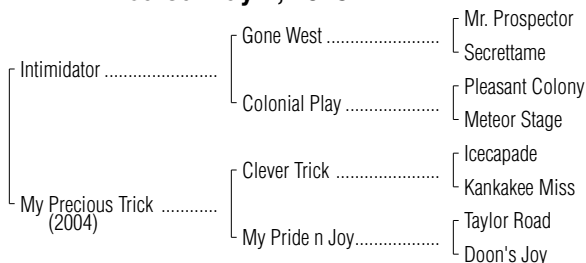 Mr. Prospector
Gone West ........................
Secrettame
Intimidator ........................
Pleasant Colony
Colonial Play ....................
Meteor Stage
Icecapade
Clever Trick ......................
Kankakee Miss
My Precious Trick ............
(2004)
Taylor Road
My Pride n Joy..................
Doon's Joy